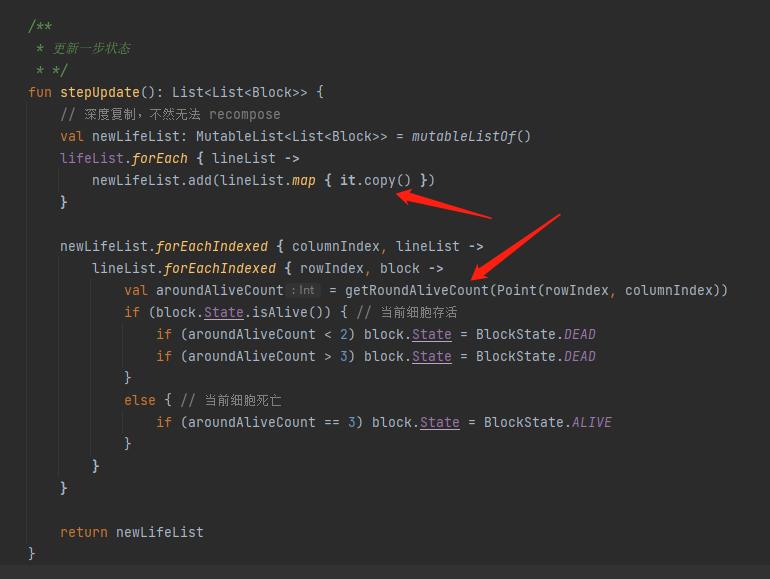 /**
 * 更新一步状态
 * */
fun stepUpdate(): List<List<Block>> {
    // 深度复制，不然无法 recompose
    val newLifeList: MutableList<List<Block>> = mutableListOf()
    lifeList.forEach { lineList ->
        newLifeList.add(lineList.map { it.copy() })
    }
    newLifeList.forEachIndexed { columnIndex, lineList ->
        lineList.forEachIndexed { rowIndex, block ->
            val aroundAliveCount : Int = getRoundAliveCount(Point(rowIndex, columnIndex))
            if (block.State.isAlive()) { // 当前细胞存活
                if (aroundAliveCount < 2) block.State = BlockState.DEAD
                if (aroundAliveCount > 3) block.State = BlockState.DEAD
            }
            else { // 当前细胞死亡
                if (aroundAliveCount == 3) block.State = BlockState.ALIVE
            }
        }
    }
    return newLifeList
}